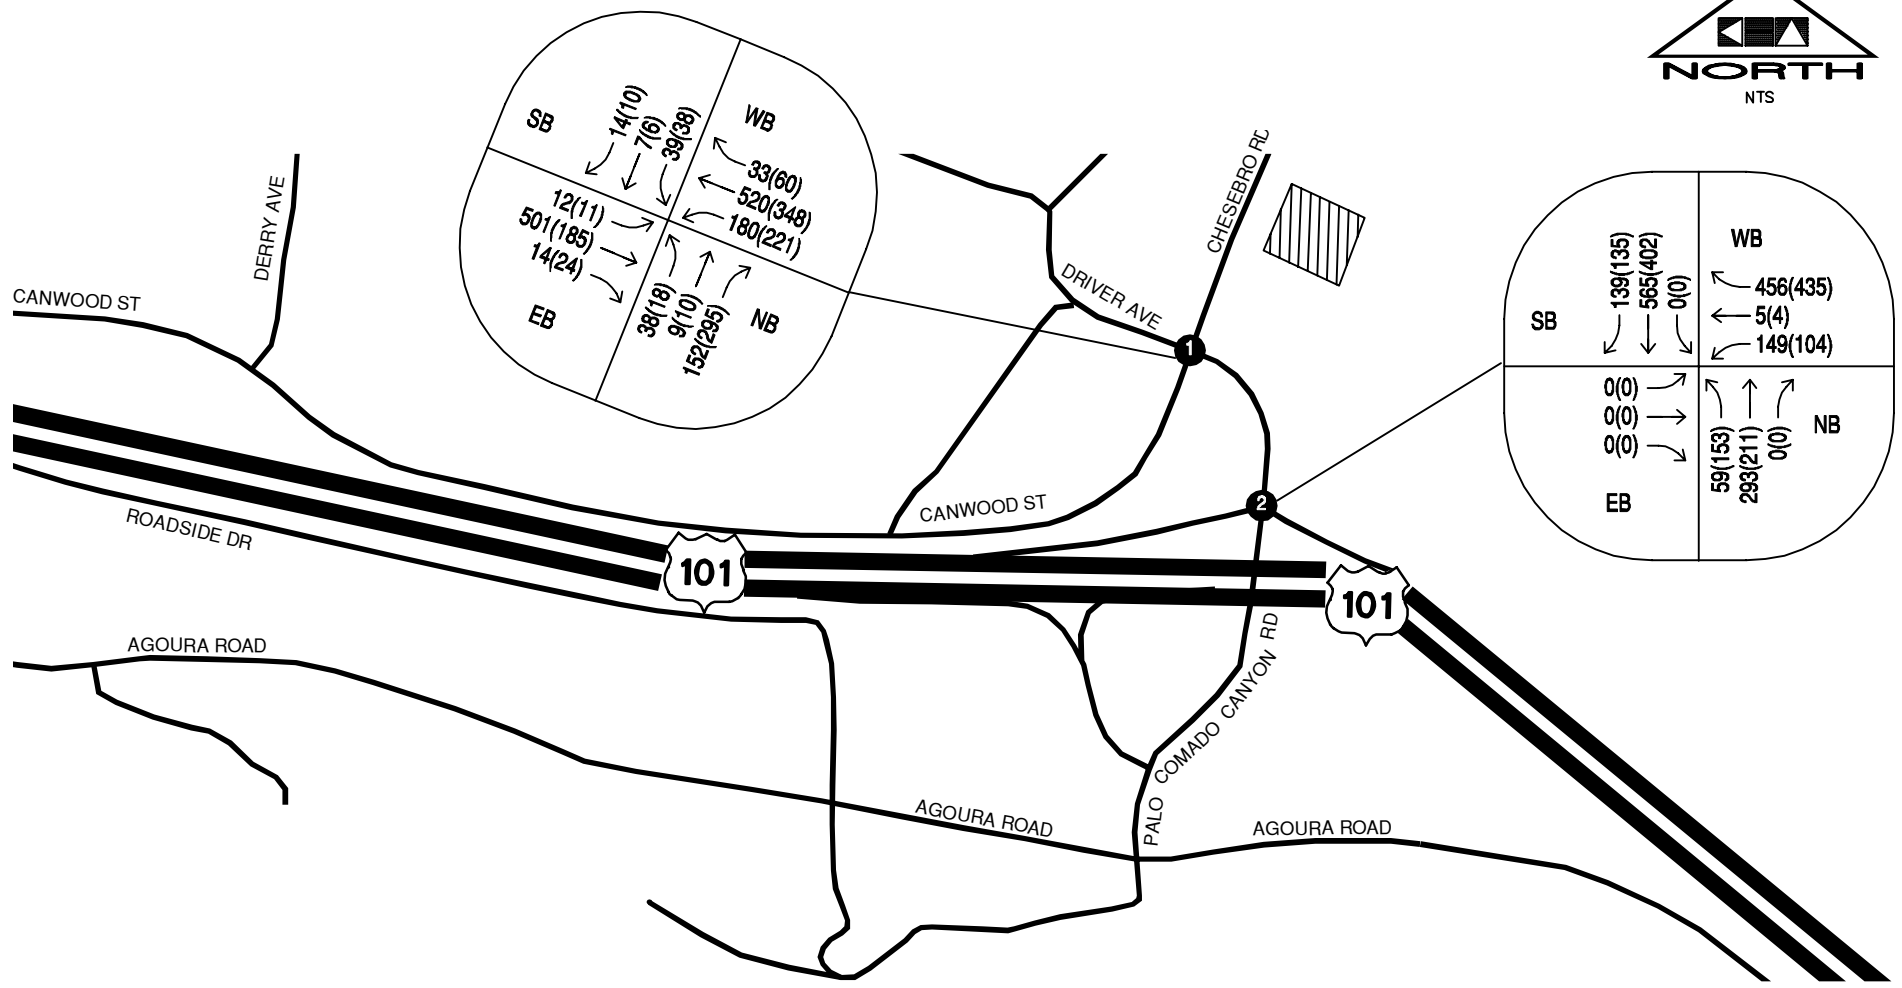 NORTH
NTS
SB
14(10)
7(6)
39(38)
WB
33(60)
520(348)
180(221)
12(11)
501(185)
14(24)
EB
38(18)
9(10)
152(295)
NB
CHESEBRO RD
DERRY AVE
DRIVER AVE
CANWOOD ST
1
SB
139(135)
565(402)
0(0)
WB
456(435)
5(4)
149(104)
0(0)
0(0)
0(0)
EB
59(153)
293(211)
0(0)
NB
2
CANWOOD ST
ROADSIDE DR
101
101
AGOURA ROAD
PALO COMADO CANYON RD
AGOURA ROAD
AGOURA ROAD